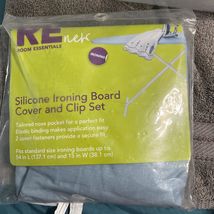 RE
ROOM ESSENTIALS
Silicone Ironing Board
Cover and Clip Set
Tailored nose pocket for a perfect fit
Elastic binding makes application easy
2 cover fasteners provide a secure fit
Fits standard size ironing boards up to
54 in L (137.1 cm) and 15 in W (38.1 cm)